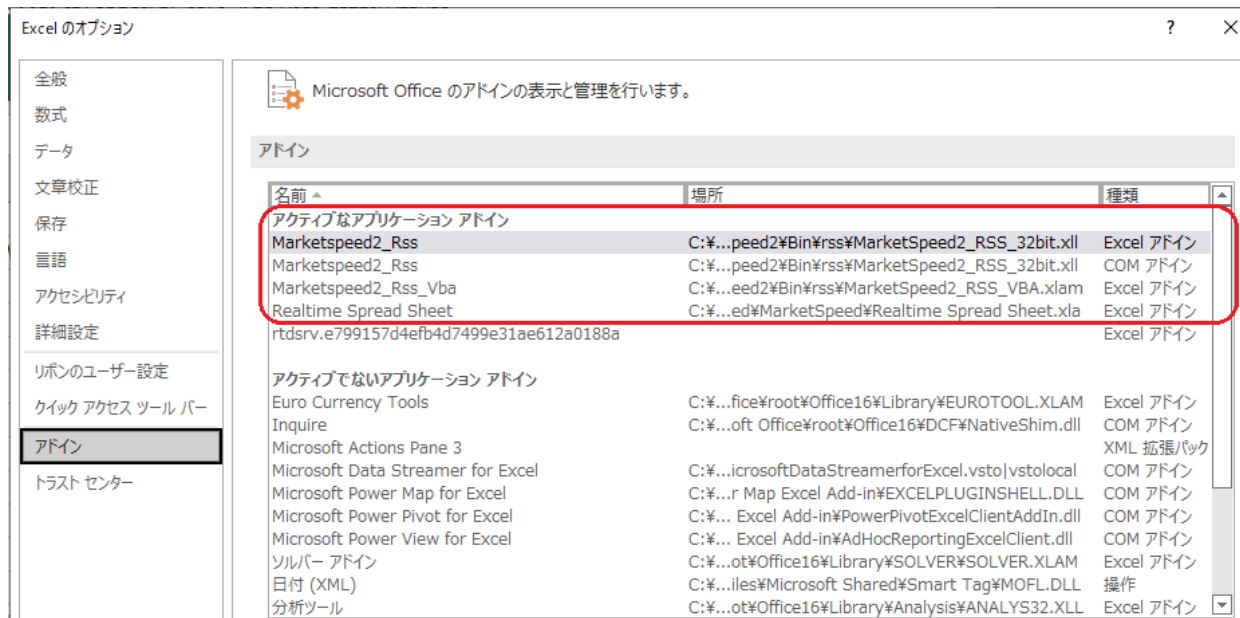 Excel のオプション ? ×
全般
数式
データ
文章校正
保存
言語
アクセシビリティ
詳細設定
リボンのユーザー設定
クイック アクセス ツール バー
アドイン
トラスト センター
Microsoft Office のアドインの表示と管理を行います。
アドイン
名前 場所 種類
アクティブなアプリケーション アドイン
Marketspeed2_Rss C:¥...peed2¥Bin¥rss¥MarketSpeed2_RSS_32bit.xll Excel アドイン
Marketspeed2_Rss C:¥...peed2¥Bin¥rss¥MarketSpeed2_RSS_32bit.xll COM アドイン
Marketspeed2_Rss_Vba C:¥...eed2¥Bin¥rss¥MarketSpeed2_RSS_VBA.xlam Excel アドイン
Realtime Spread Sheet C:¥...ed¥MarketSpeed¥Realtime Spread Sheet.xla Excel アドイン
rtdsrv.e799157d4efb4d7499e31ae612a0188a Excel アドイン
アクティブでないアプリケーション アドイン
Euro Currency Tools C:¥...fice¥root¥Office16¥Library¥EUROTOOL.XLAM Excel アドイン
Inquire C:¥...oft Office¥root¥Office16¥DCF¥NativeShim.dll COM アドイン
Microsoft Actions Pane 3 XML 拡張パック
Microsoft Data Streamer for Excel C:¥...icrosoftDataStreamerforExcel.vsto|vstolocal COM アドイン
Microsoft Power Map for Excel C:¥...r Map Excel Add-in¥EXCELPLUGINSHELL.DLL COM アドイン
Microsoft Power Pivot for Excel C:¥... Excel Add-in¥PowerPivotExcelClientAddIn.dll COM アドイン
Microsoft Power View for Excel C:¥... Excel Add-in¥AdHocReportingExcelClient.dll COM アドイン
ソルバー アドイン C:¥...ot¥Office16¥Library¥SOLVER¥SOLVER.XLAM Excel アドイン
日付 (XML) C:¥...iles¥Microsoft Shared¥Smart Tag¥MOFL.DLL 操作
分析ツール C:¥...ot¥Office16¥Library¥Analysis¥ANALYS32.XLL Excel アドイン